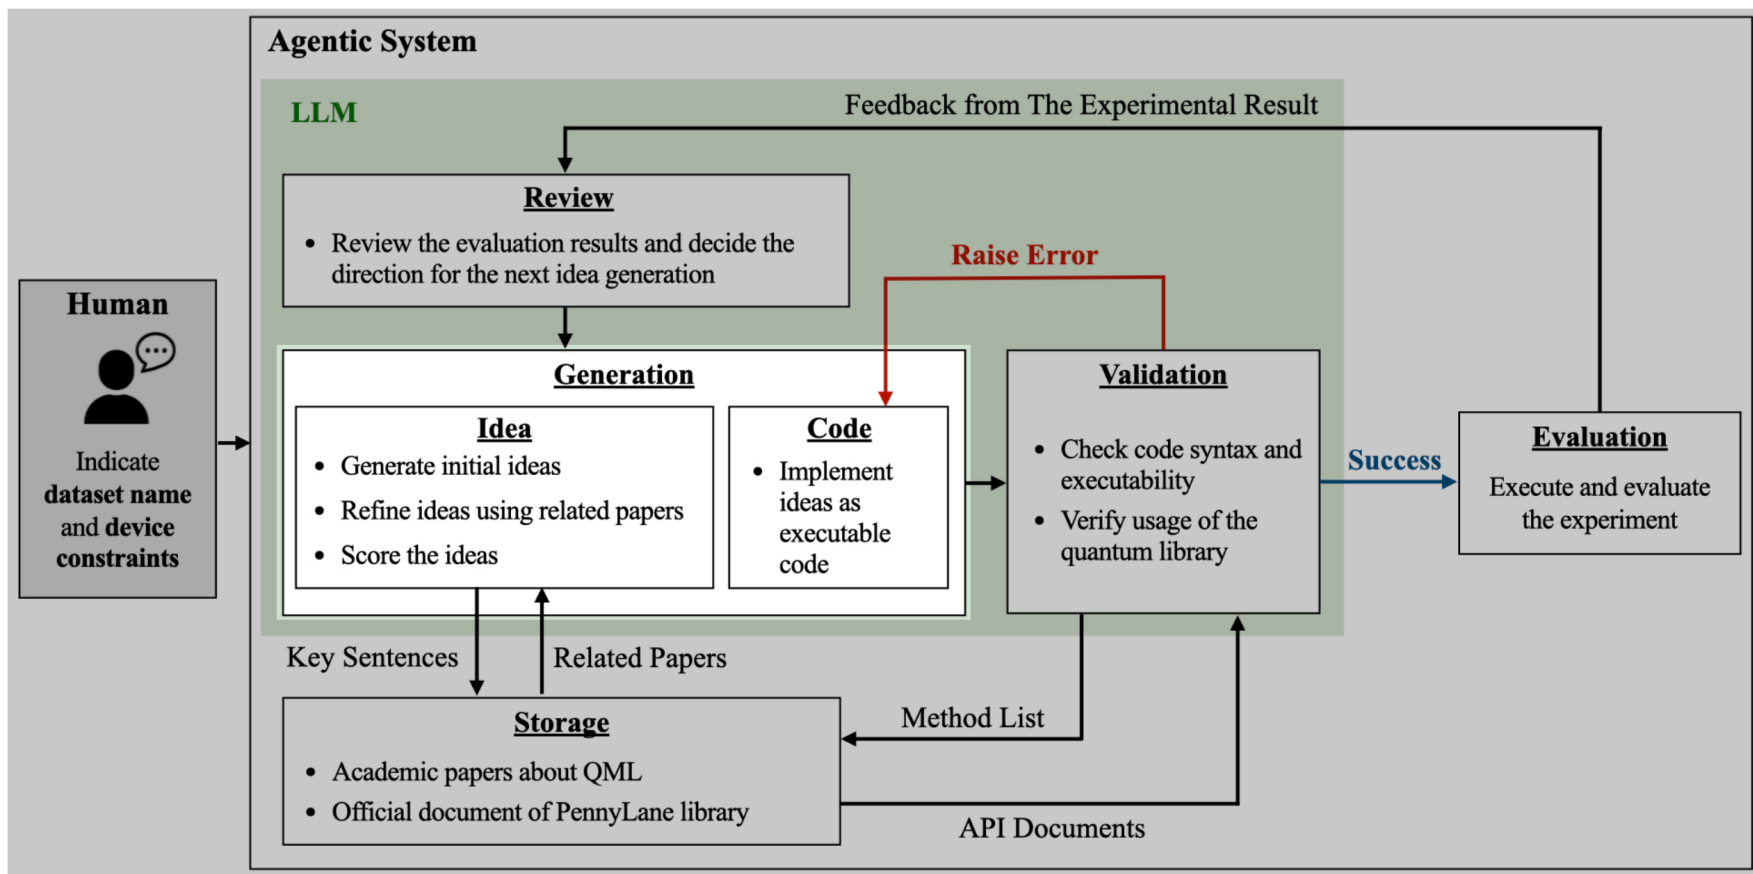 Agentic System
LLM
Feedback from The Experimental Result
Review
• Review the evaluation results and decide the
direction for the next idea generation
Raise Error
Human
Indicate
dataset name
and device
constraints
Generation
Idea
• Generate initial ideas
• Refine ideas using related papers
• Score the ideas
Code
• Implement
ideas as
executable
code
Validation
• Check code syntax and
executability
• Verify usage of the
quantum library
Success
Evaluation
Execute and evaluate
the experiment
Key Sentences
Related Papers
Storage
• Academic papers about QML
• Official document of PennyLane library
Method List
API Documents